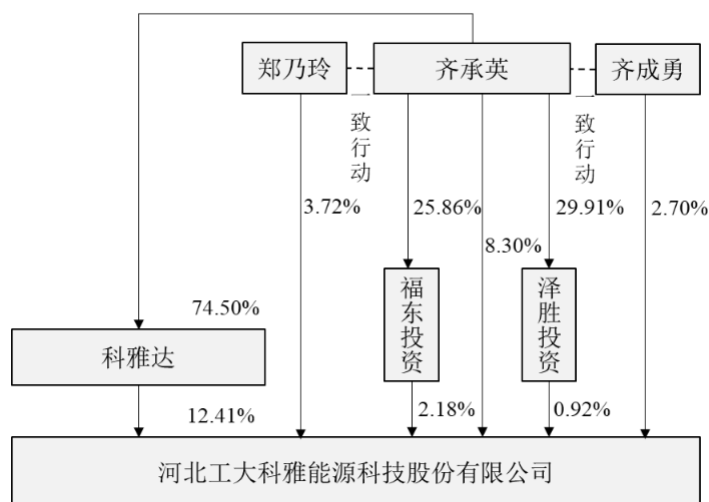 郑乃玲
齐承英
齐成勇
一致行动
一致行动
3.72%
25.86%
29.91%
2.70%
8.30%
福东投资
泽胜投资
74.50%
科雅达
12.41%
2.18%
0.92%
河北工大科雅能源科技股份有限公司